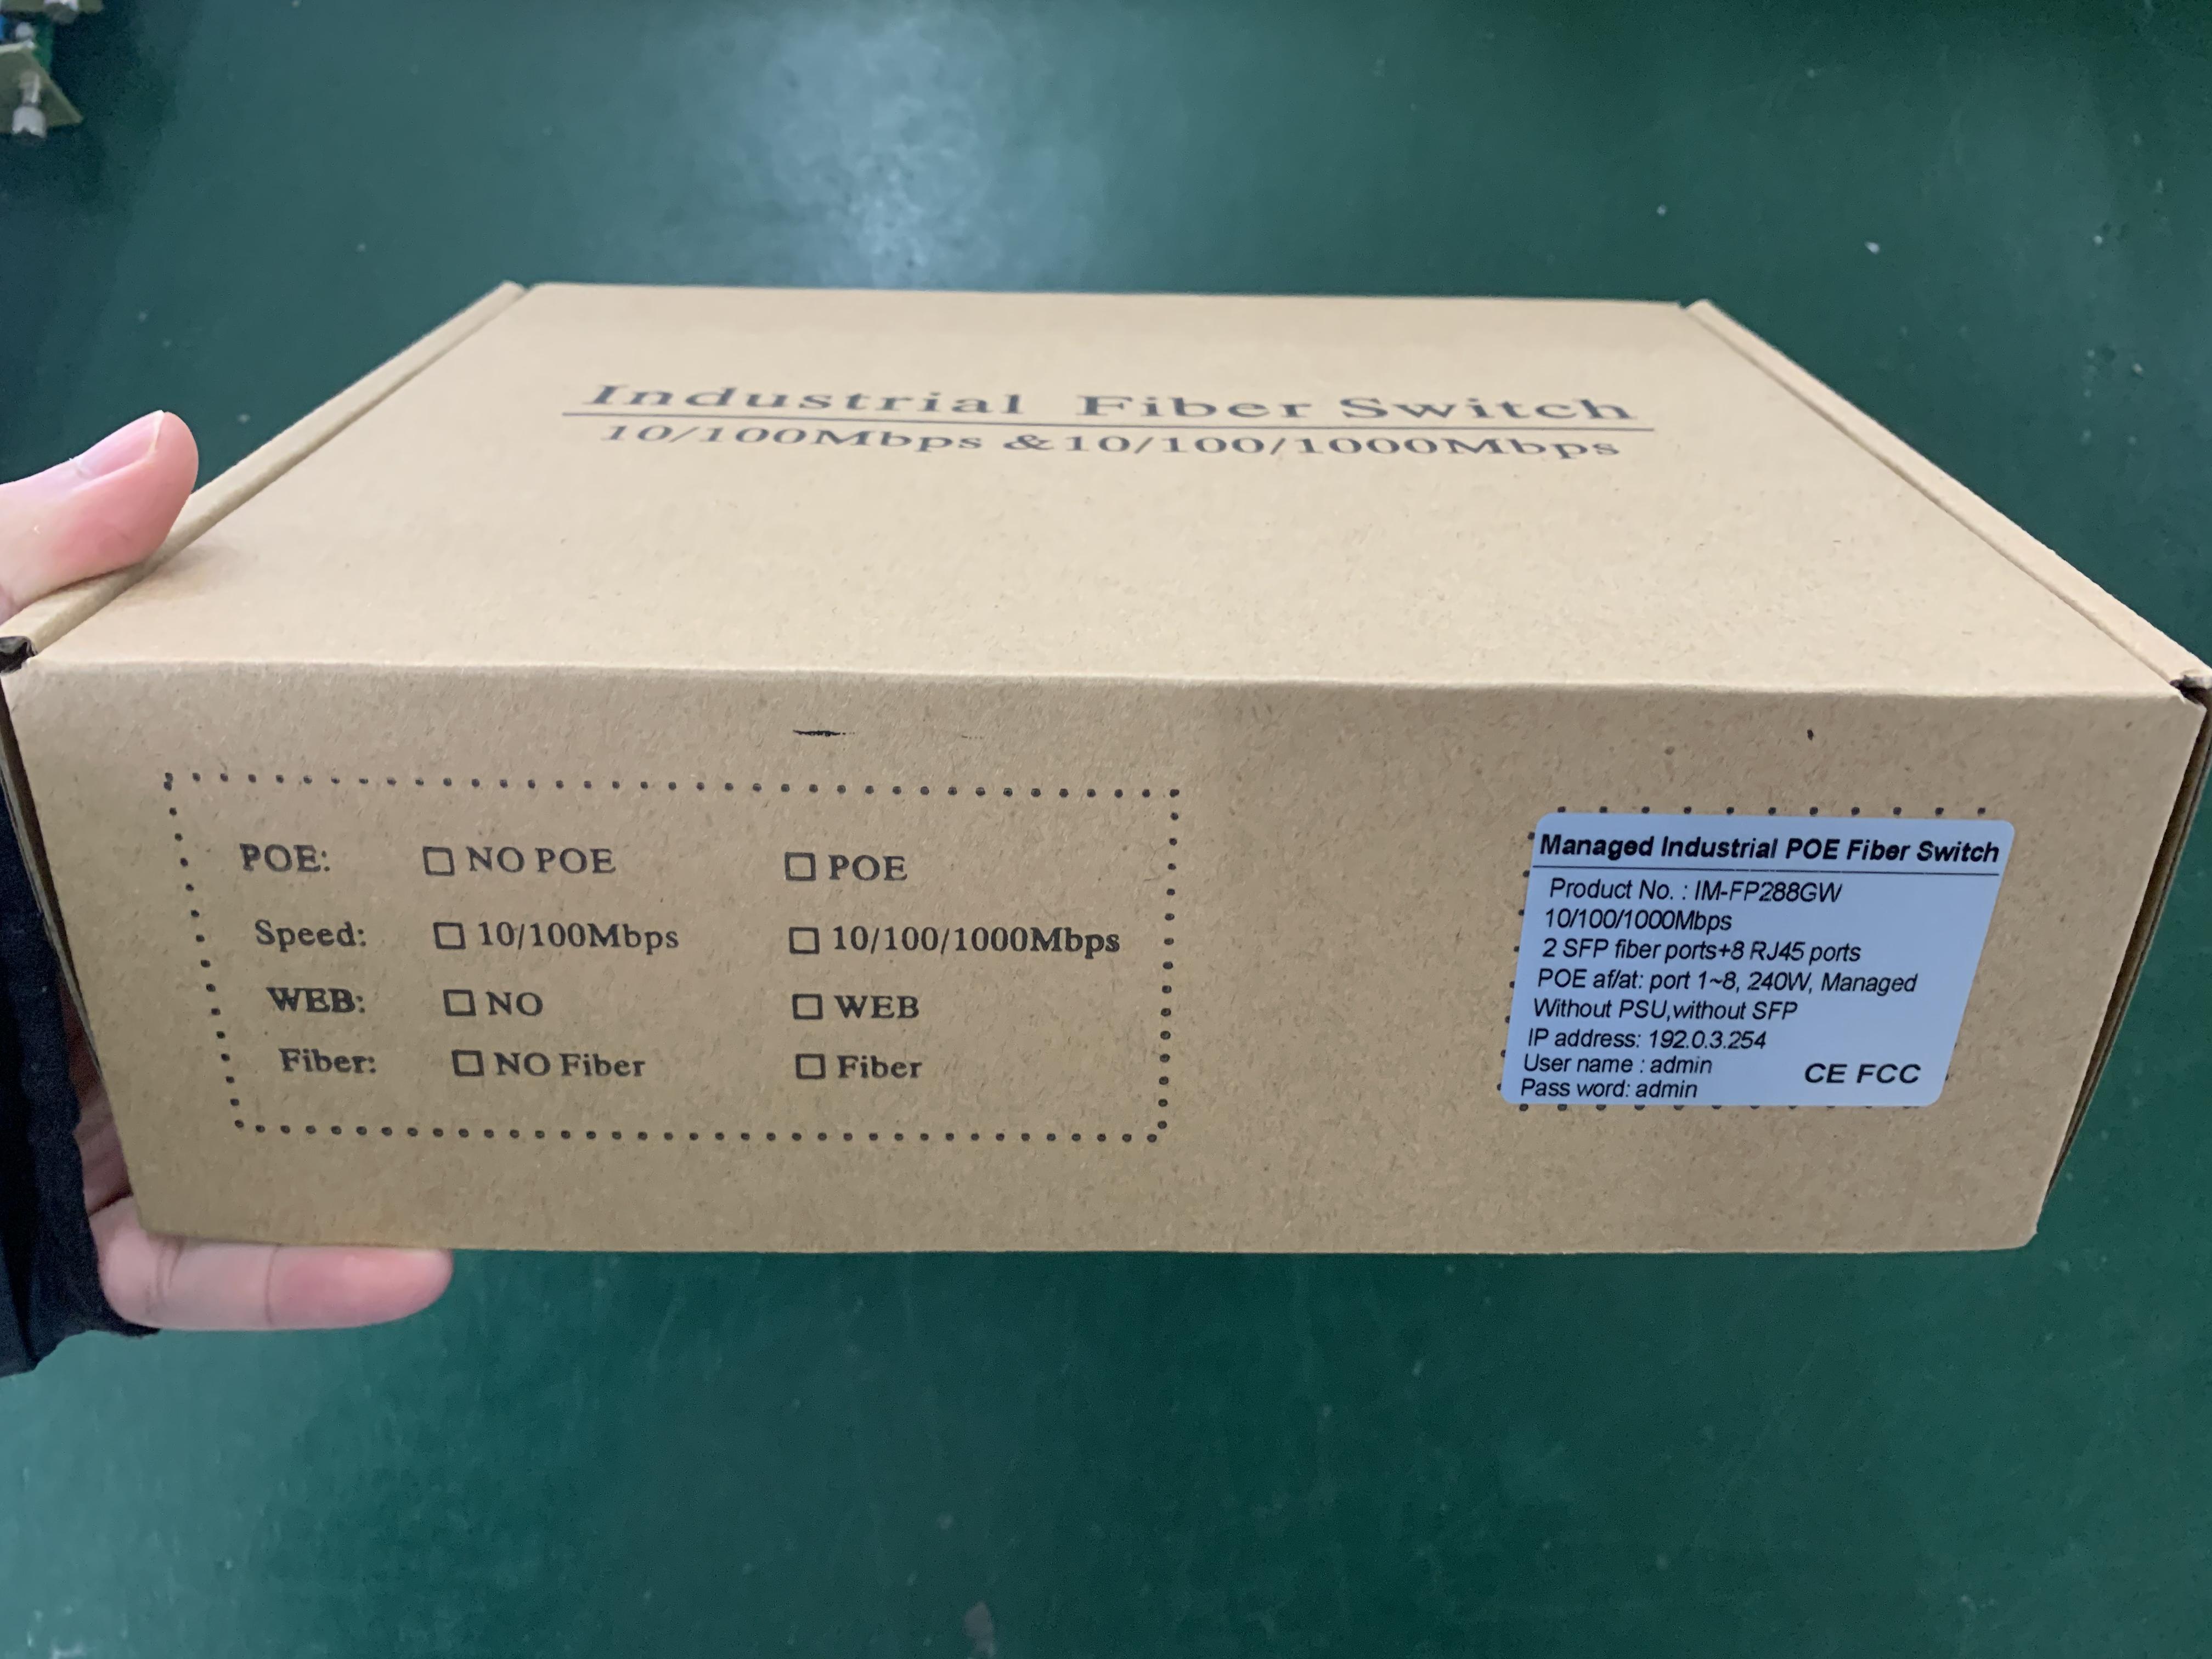 Industrial Fiber Switch
10/100Mbps &10/100/1000Mbps
POE: □ NO POE □ POE
Speed: □ 10/100Mbps □ 10/100/1000Mbps
WEB: □ NO □ WEB
Fiber: □ NO Fiber □ Fiber
Managed Industrial POE Fiber Switch
Product No. : IM-FP288GW
10/100/1000Mbps
2 SFP fiber ports+8 RJ45 ports
POE af/at: port 1~8, 240W, Managed
Without PSU,without SFP
IP address: 192.0.3.254
User name : admin
Pass word: admin
CE FCC